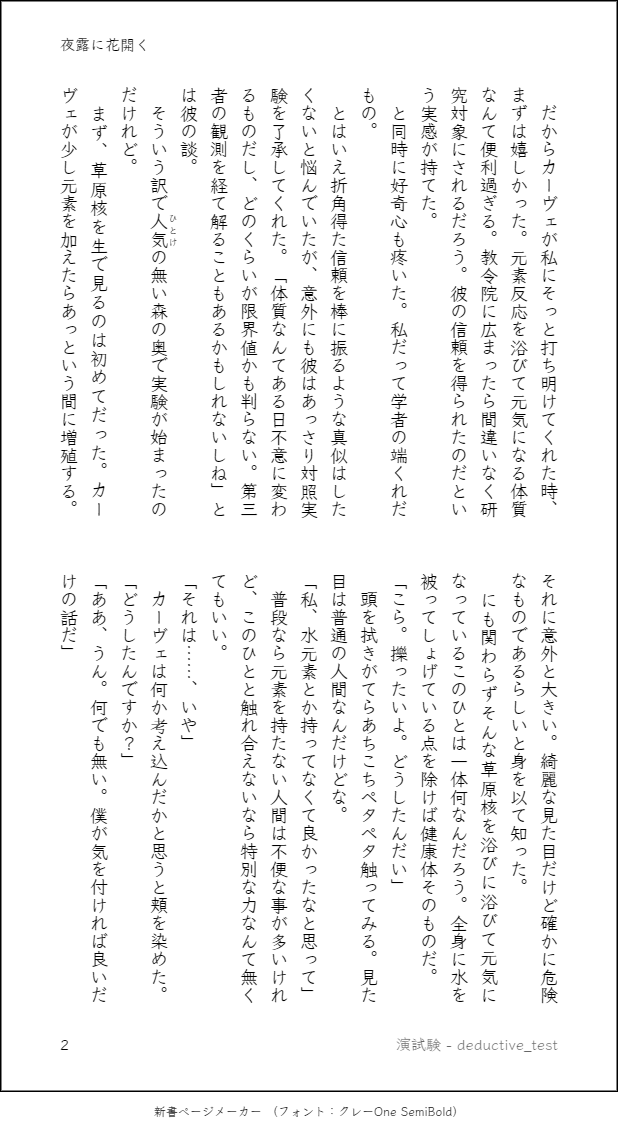 夜露に花開く
　だからカーヴェが私にそっと打ち明けてくれた時、
まずは嬉しかった。元素反応を浴びて元気になる体質
なんて便利過ぎる。教令院に広まったら間違いなく研
究対象にされるだろう。彼の信頼を得られたのだとい
う実感が持てた。
　と同時に好奇心も疼いた。私だって学者の端くれだ
もの。
　とはいえ折角得た信頼を棒に振るような真似はした
くないと悩んでいたが、意外にも彼はあっさり対照実
験を了承してくれた。「体質なんてある日不意に変わ
るものだし、どのくらいが限界値かも判らない。第三
者の観測を経て解ることもあるかもしれないしね」と
は彼の談。
　そういう訳で人気ひとけの無い森の奥で実験が始まったの
だけれど。
　まず、草原核を生で見るのは初めてだった。カー
ヴェが少し元素を加えたらあっという間に増殖する。
それに意外と大きい。綺麗な見た目だけど確かに危険
なものであるらしいと身を以て知った。
　にも関わらずそんな草原核を浴びに浴びて元気に
なっているこのひとは一体何なんだろう。全身に水を
被ってしょげている点を除けば健康体そのものだ。
「こら。擽ったいよ。どうしたんだい」
　頭を拭きがてらあちこちペタペタ触ってみる。見た
目は普通の人間なんだけどな。
「私、水元素とか持ってなくて良かったなと思って」
　普段なら元素を持たない人間は不便な事が多いけれ
ど、このひとと触れ合えないなら特別な力なんて無く
てもいい。
「それは……、いや」
　カーヴェは何か考え込んだかと思うと頬を染めた。
「どうしたんですか？」
「ああ、うん。何でも無い。僕が気を付ければ良いだ
けの話だ」
2
演試験 - deductive_test
新書ページメーカー （フォント：クレーOne SemiBold）